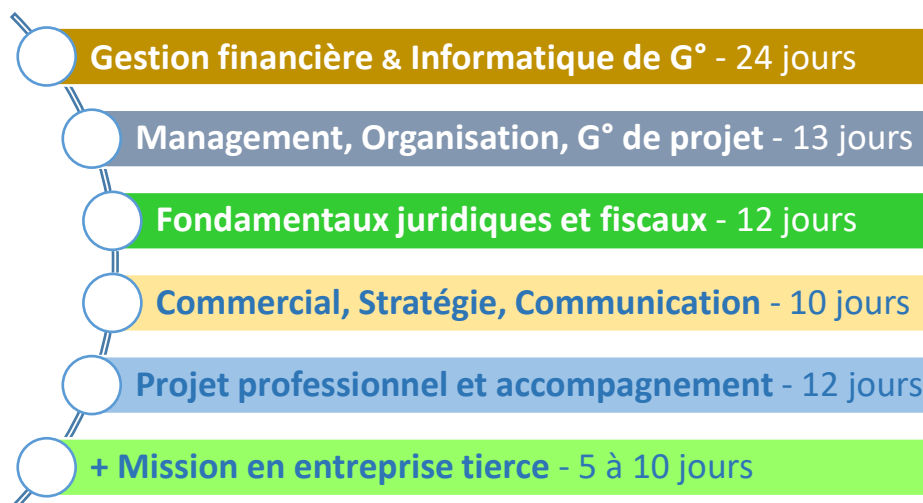 Gestion financière & Informatique de G° - 24 jours
Management, Organisation, G° de projet - 13 jours
Fondamentaux juridiques et fiscaux - 12 jours
Commercial, Stratégie, Communication - 10 jours
Projet professionnel et accompagnement - 12 jours
+ Mission en entreprise tierce - 5 à 10 jours